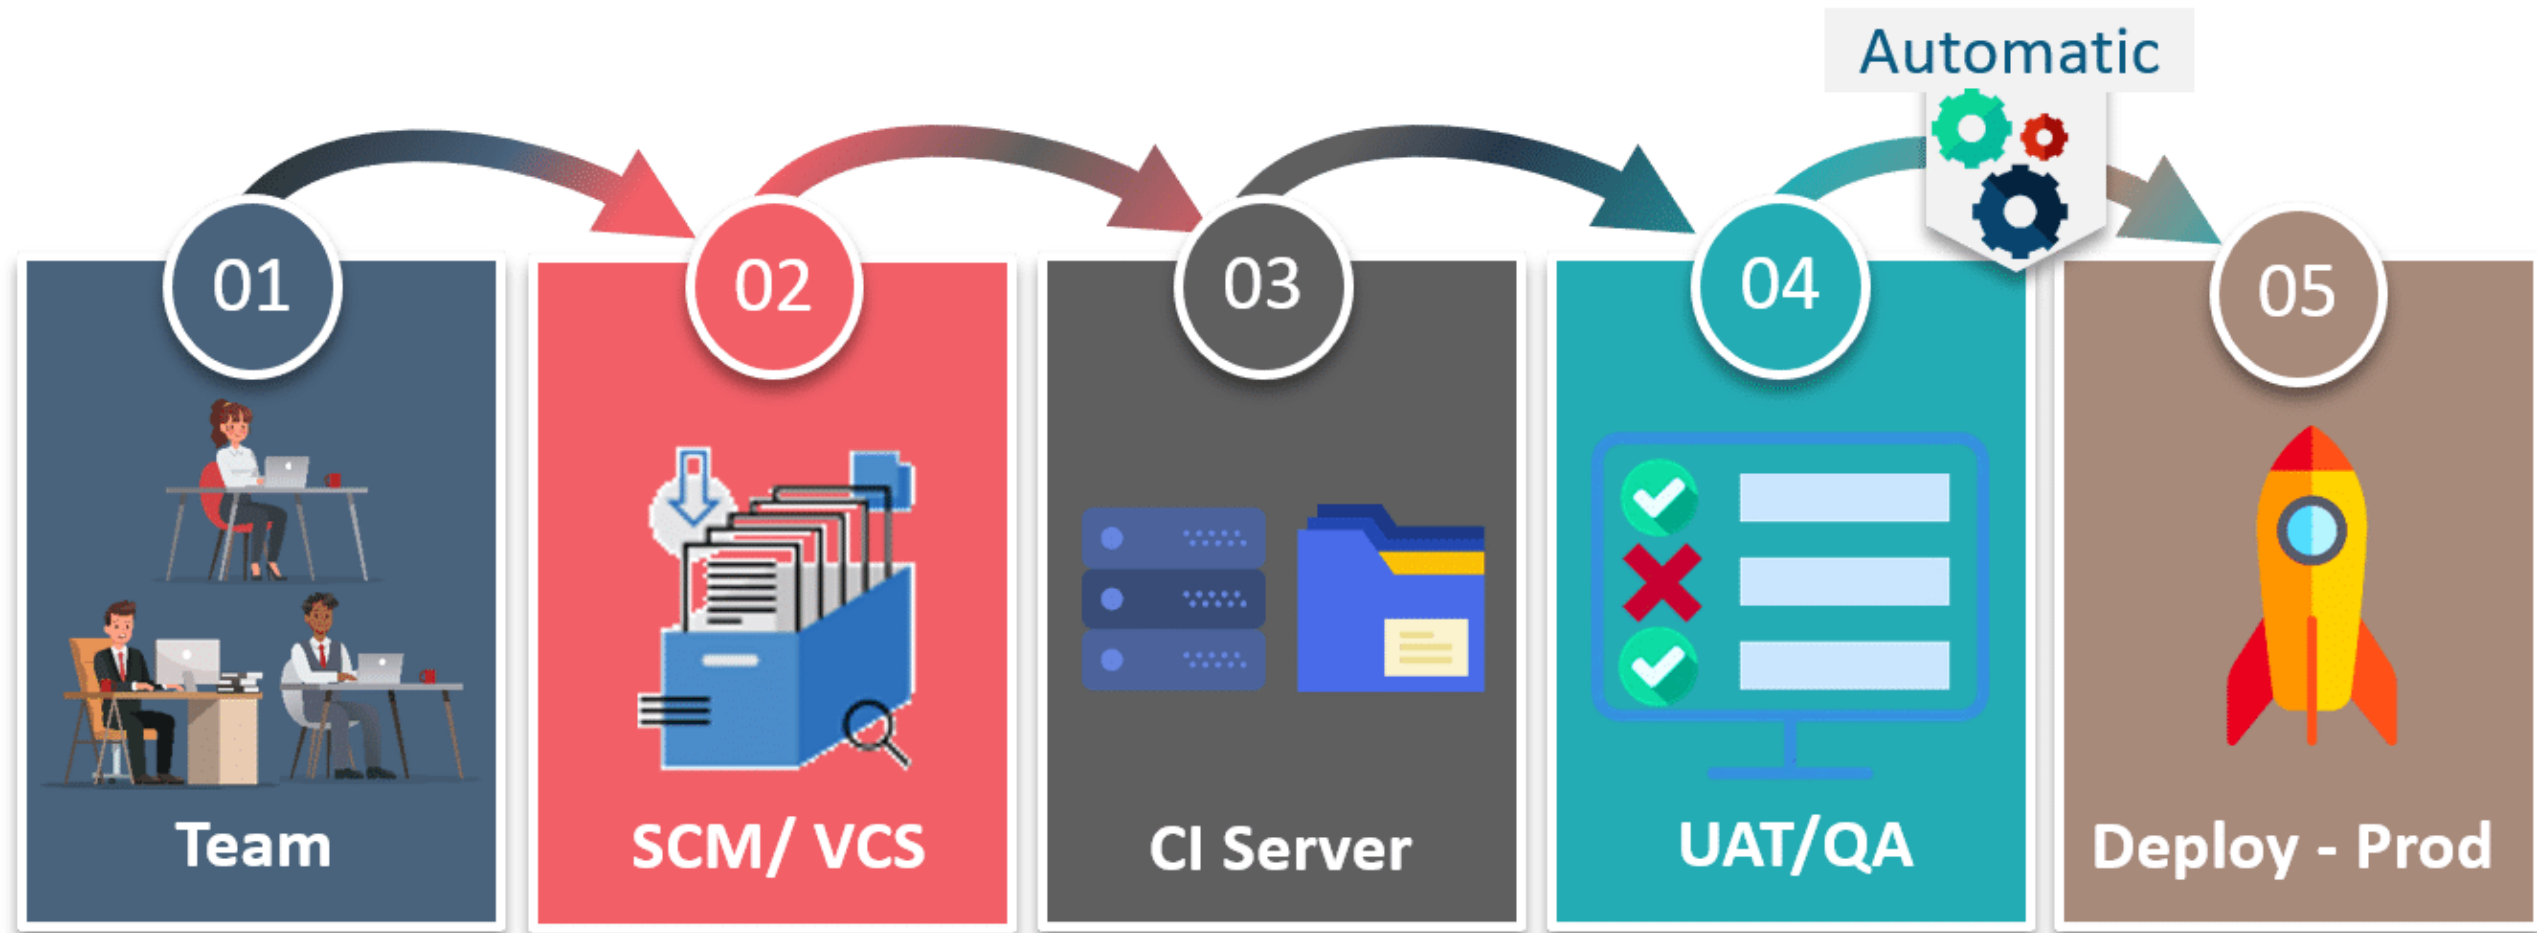 Automatic
01
02
03
04
05
Team
SCM/ VCS
CI Server
UAT/QA
Deploy - Prod